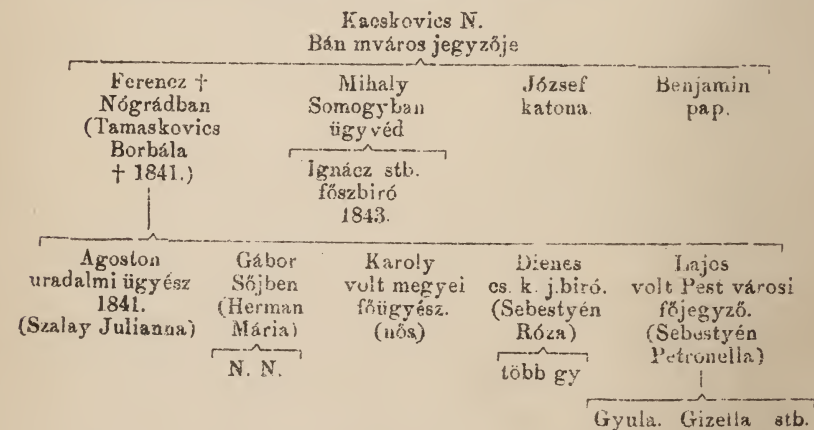 Kacskovics N.
Bán mváros jegyzője
Ferencz † Mihaly József Benjamin
Nógrádban Somogyban katona. pap.
(Tamaskovics ügyvéd
Borbála
† 1841.) Ignácz stb.
főszbiró
1843.
Agoston Gábor Karoly Dienes Lajos
uradalmi ügyész Sőjben volt megyei cs. k. j.biró. volt Pest városi
1841. (Herman főügyész. (Sebestyén főjegyző.
(Szalay Julianna) Mária) (nős) Róza) (Sebestyén
Petronella)
N. N. több gy
Gyula. Gizella stb.